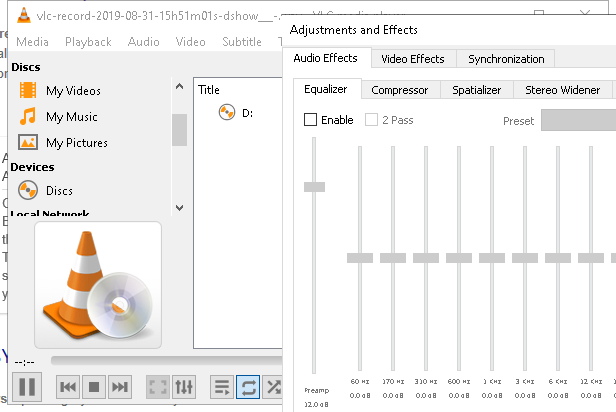 vlc-record-2019-08-31-15h51m01s-dshow__-.
Media Playback Audio Video Subtitle T
Discs
My Videos
My Music
My Pictures
Devices
Discs
Local Network
Title
D:
--:--
Adjustments and Effects
Audio Effects Video Effects Synchronization
Equalizer Compressor Spatializer Stereo Widener
Enable 2 Pass Preset
60 Hz 170 Hz 310 Hz 600 Hz 1 KHz 3 KHz 6 KHz 12 KHz
Preamp 0.0 dB 0.0 dB 0.0 dB 0.0 dB 0.0 dB 0.0 dB 0.0 dB 0.0 dB
12.0 dB